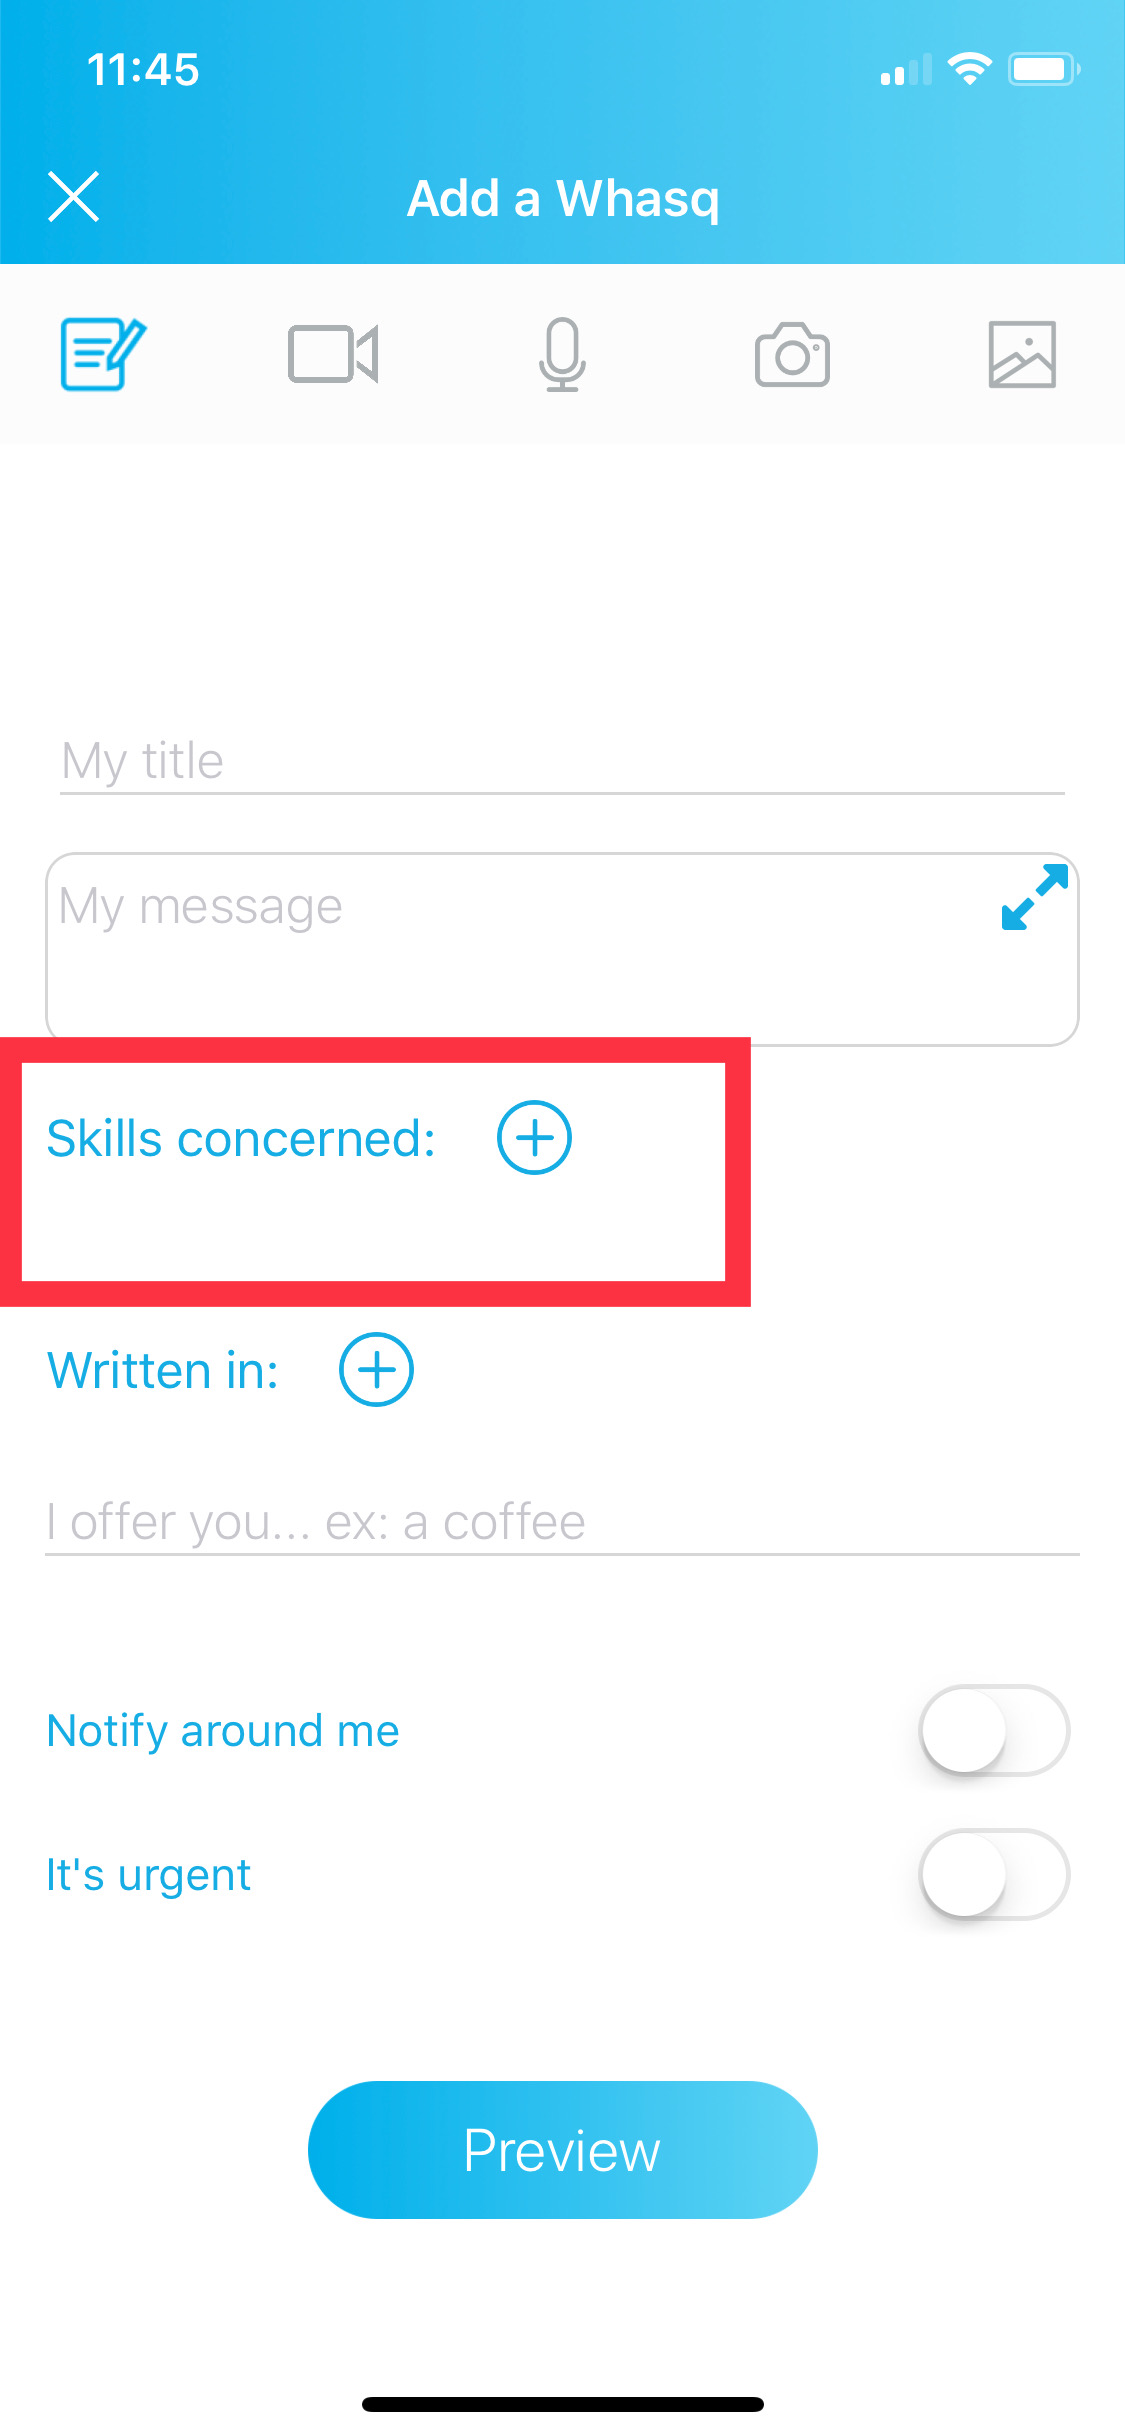 11:45
Add a Whasq
My title
My message
Skills concerned:
Written in:
I offer you... ex: a coffee
Notify around me
It's urgent
Preview